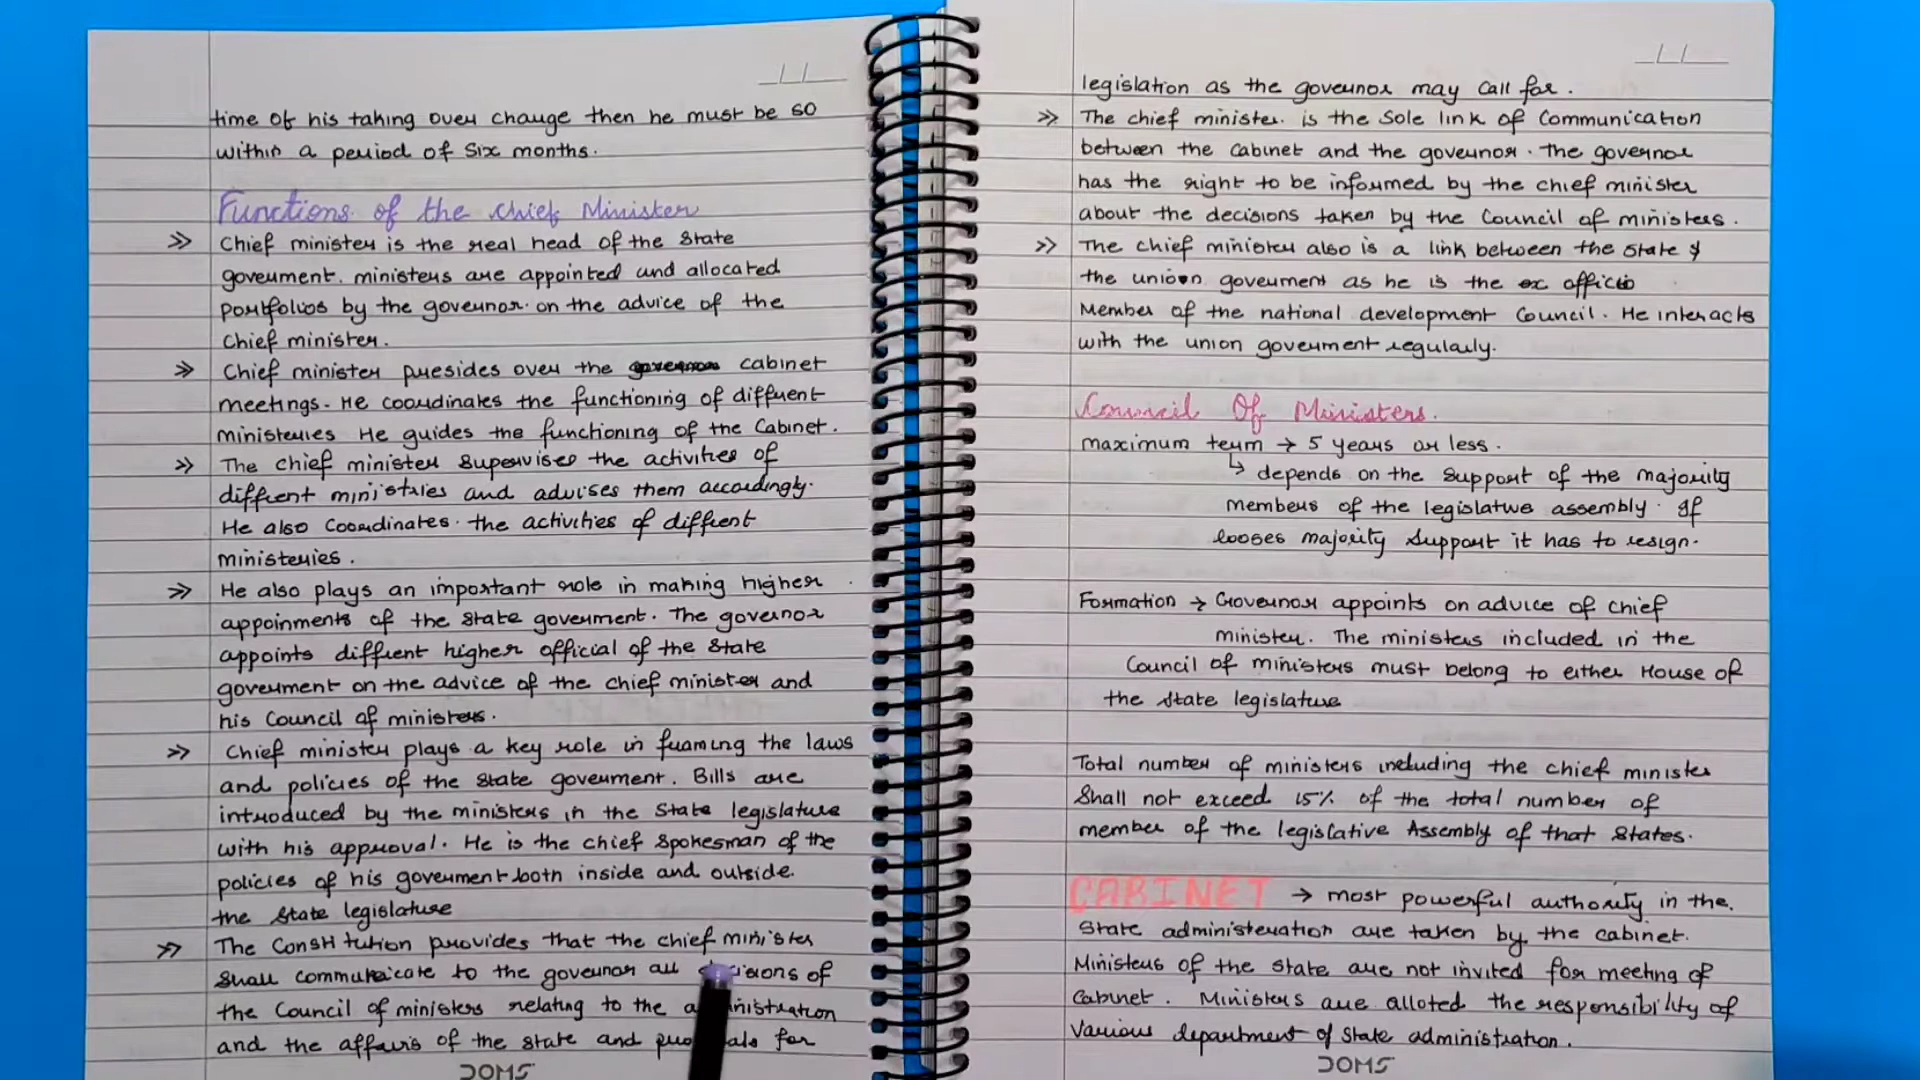 time of his taking over change then he must be so
within a period of six months.
Functions of the Chief Minister
>> Chief minister is the real head of the State
goverment. ministers are appointed and allocated
portfolios by the governor on the advice of the
Chief minister.
>> Chief minister presides over the cabinet
meetings. He coordinates the functioning of diffrent
ministeries He guides the functioning of the Cabinet.
>> The chief minister supervises the activities of
diffrent ministries and advises them accordingly.
He also coordinates the activities of diffrent
ministeries.
>> He also plays an important role in making higher
appoinments of the state goverment. The governor
appoints diffrent higher official of the State
goverment on the advice of the chief minister and
his Council of ministers.
>> Chief minister plays a key role in framing the laws
and policies of the State goverment. Bills are
introduced by the ministers in the State legislature
with his approval. He is the chief spokesman of the
policies of his goverment both inside and outside.
the State legislature
>> The Constitution provides that the chief minister
shall communicate to the governor all of
the Council of ministers relating to the
and the affairs of the state and for
DOMS
legislation as the governor may call for.
>> The chief minister. is the sole link of communication
between the cabinet and the governor. The governor
has the right to be informed by the chief minister
about the decisions taken by the Council of ministers.
>> The chief minister also is a link between the state &
the union goverment as he is the ex officio
Member of the national development Council. He interacts
with the union goverment regularly.
Council Of Ministers.
maximum term → 5 years or less.
↳ depends on the support of the majority
members of the legislative assembly. If
looses majority support it has to resign.
Formation → Governor appoints on advice of chief
minister. The ministers included in the
Council of ministers must belong to either House of
the State legislature
Total number of ministers including the chief minister
Shall not exceed 15% of the total number of
member of the legislative Assembly of that States.
CABINET → most powerful authority in the.
State administeration are taken by the cabinet.
Ministers of the state are not invited for meeting of
Cabinet. Ministers are alloted the responsibility of
Various department of State administration.
DOMS